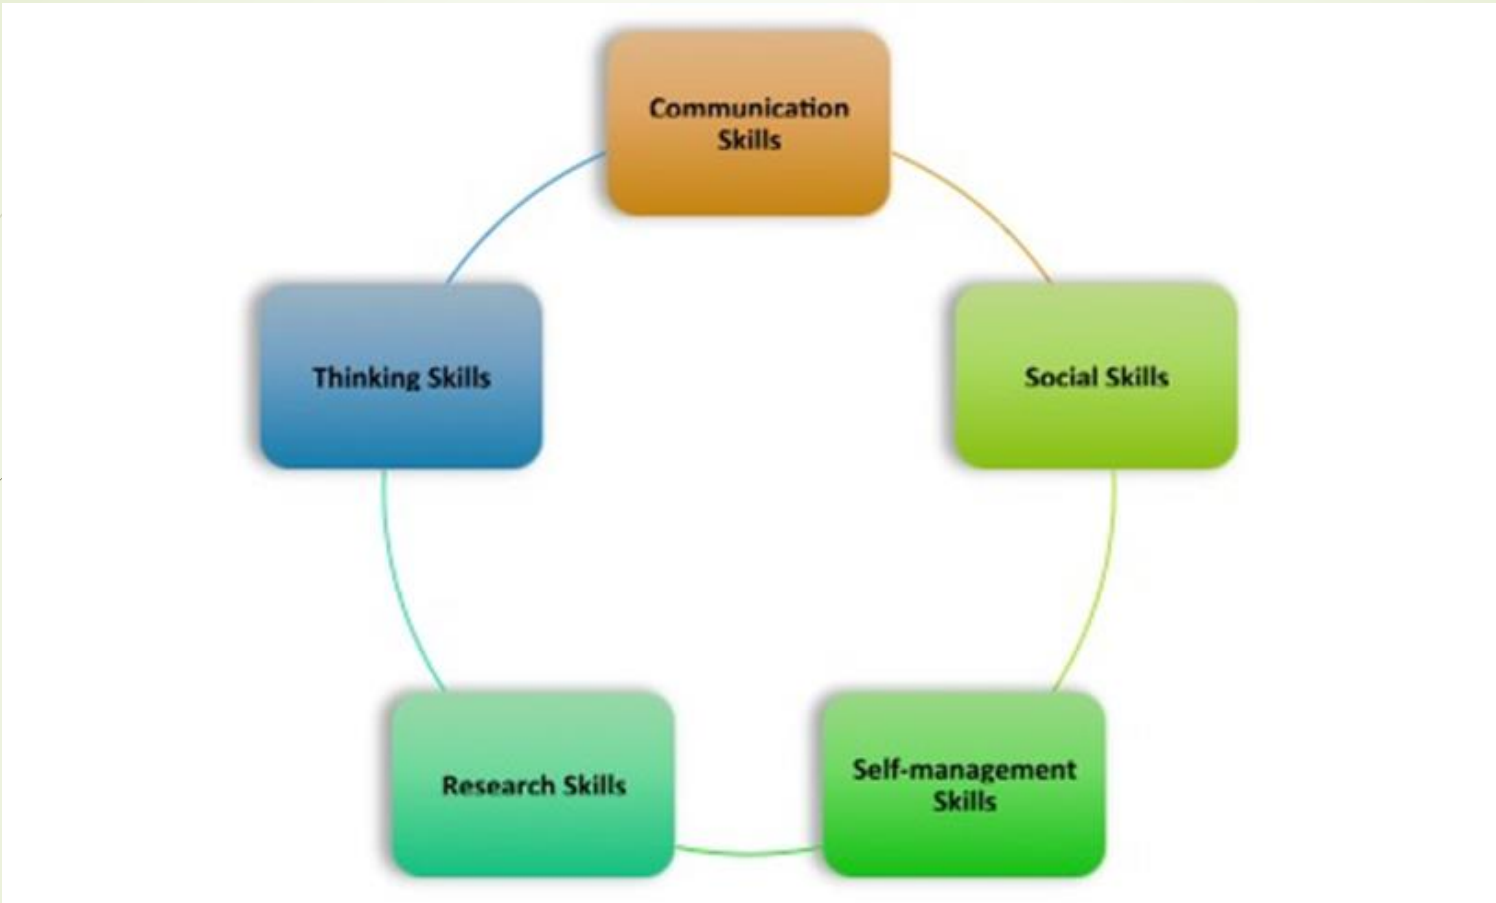 Communication
Skills
Thinking Skills
Social Skills
Research Skills
Self-management
Skills